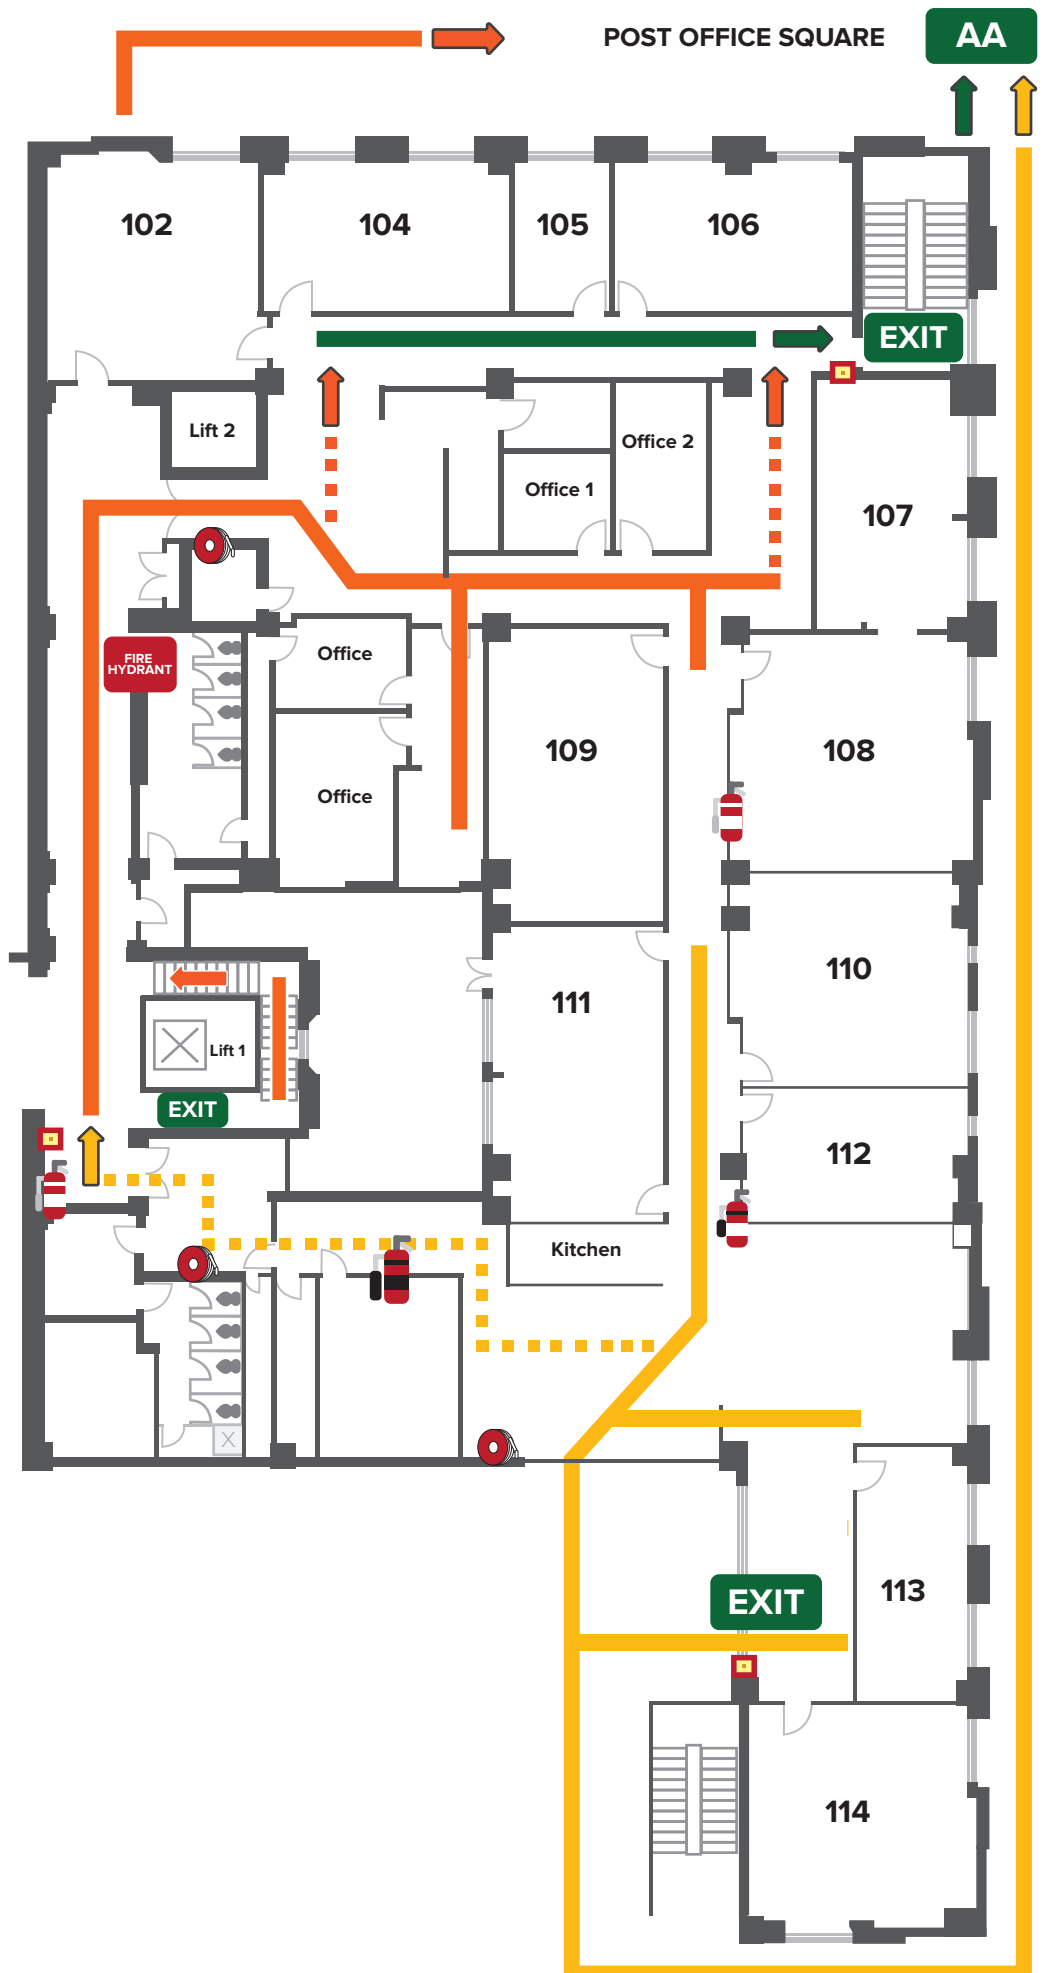 POST OFFICE SQUARE
AA
102
104
105
106
EXIT
Lift 2
Office 2
Office 1
107
FIRE
HYDRANT
Office
109
108
Office
110
111
Lift 1
EXIT
112
Kitchen
X
EXIT
113
114